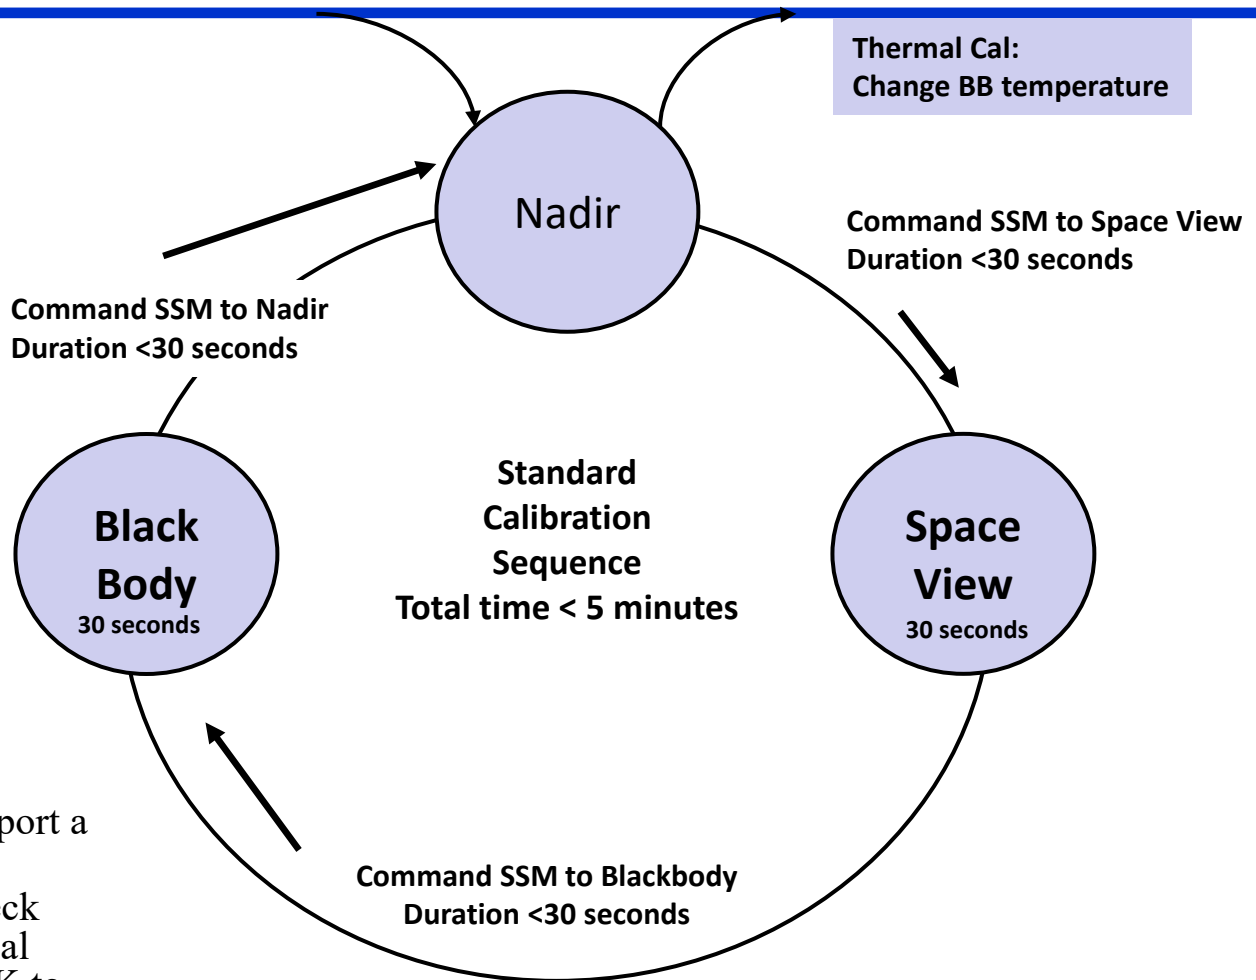 Thermal Cal:
Change BB temperature
Nadir
Command SSM to Space View
Duration <30 seconds
Command SSM to Nadir
Duration <30 seconds
Standard
Calibration
Sequence
Total time < 5 minutes
Black
Body
30 seconds
Space
View
30 seconds
Command SSM to Blackbody
Duration <30 seconds
port a
eck
al
K to